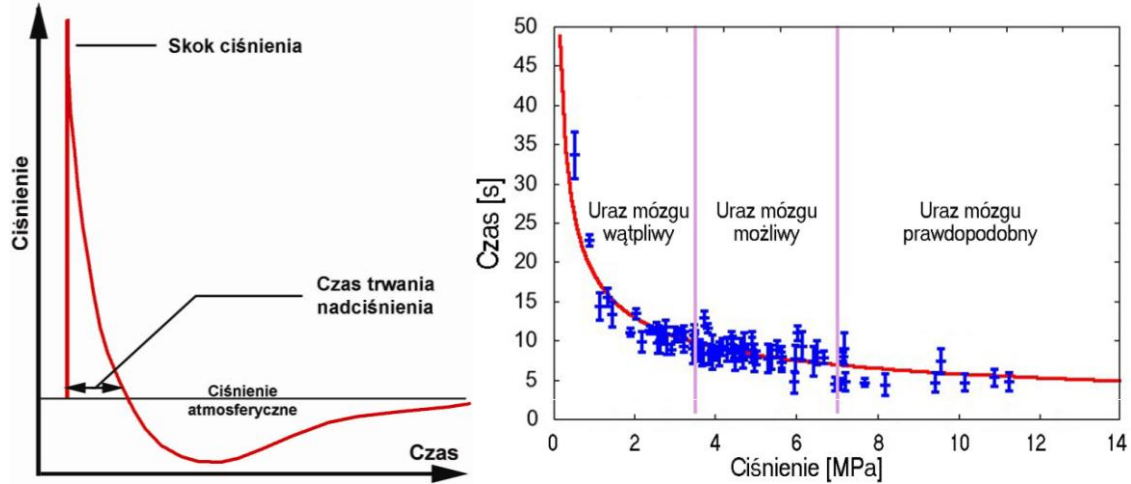 Skok ciśnienia
Ciśnienie
Czas trwania
nadciśnienia
Ciśnienie
atmosferyczne
Czas
50
45
40
35
30
25
20
15
10
5
0
Czas [s]
Uraz mózgu
wątpliwy
Uraz mózgu
możliwy
Uraz mózgu
prawdopodobny
0 2 4 6 8 10 12 14
Ciśnienie [MPa]